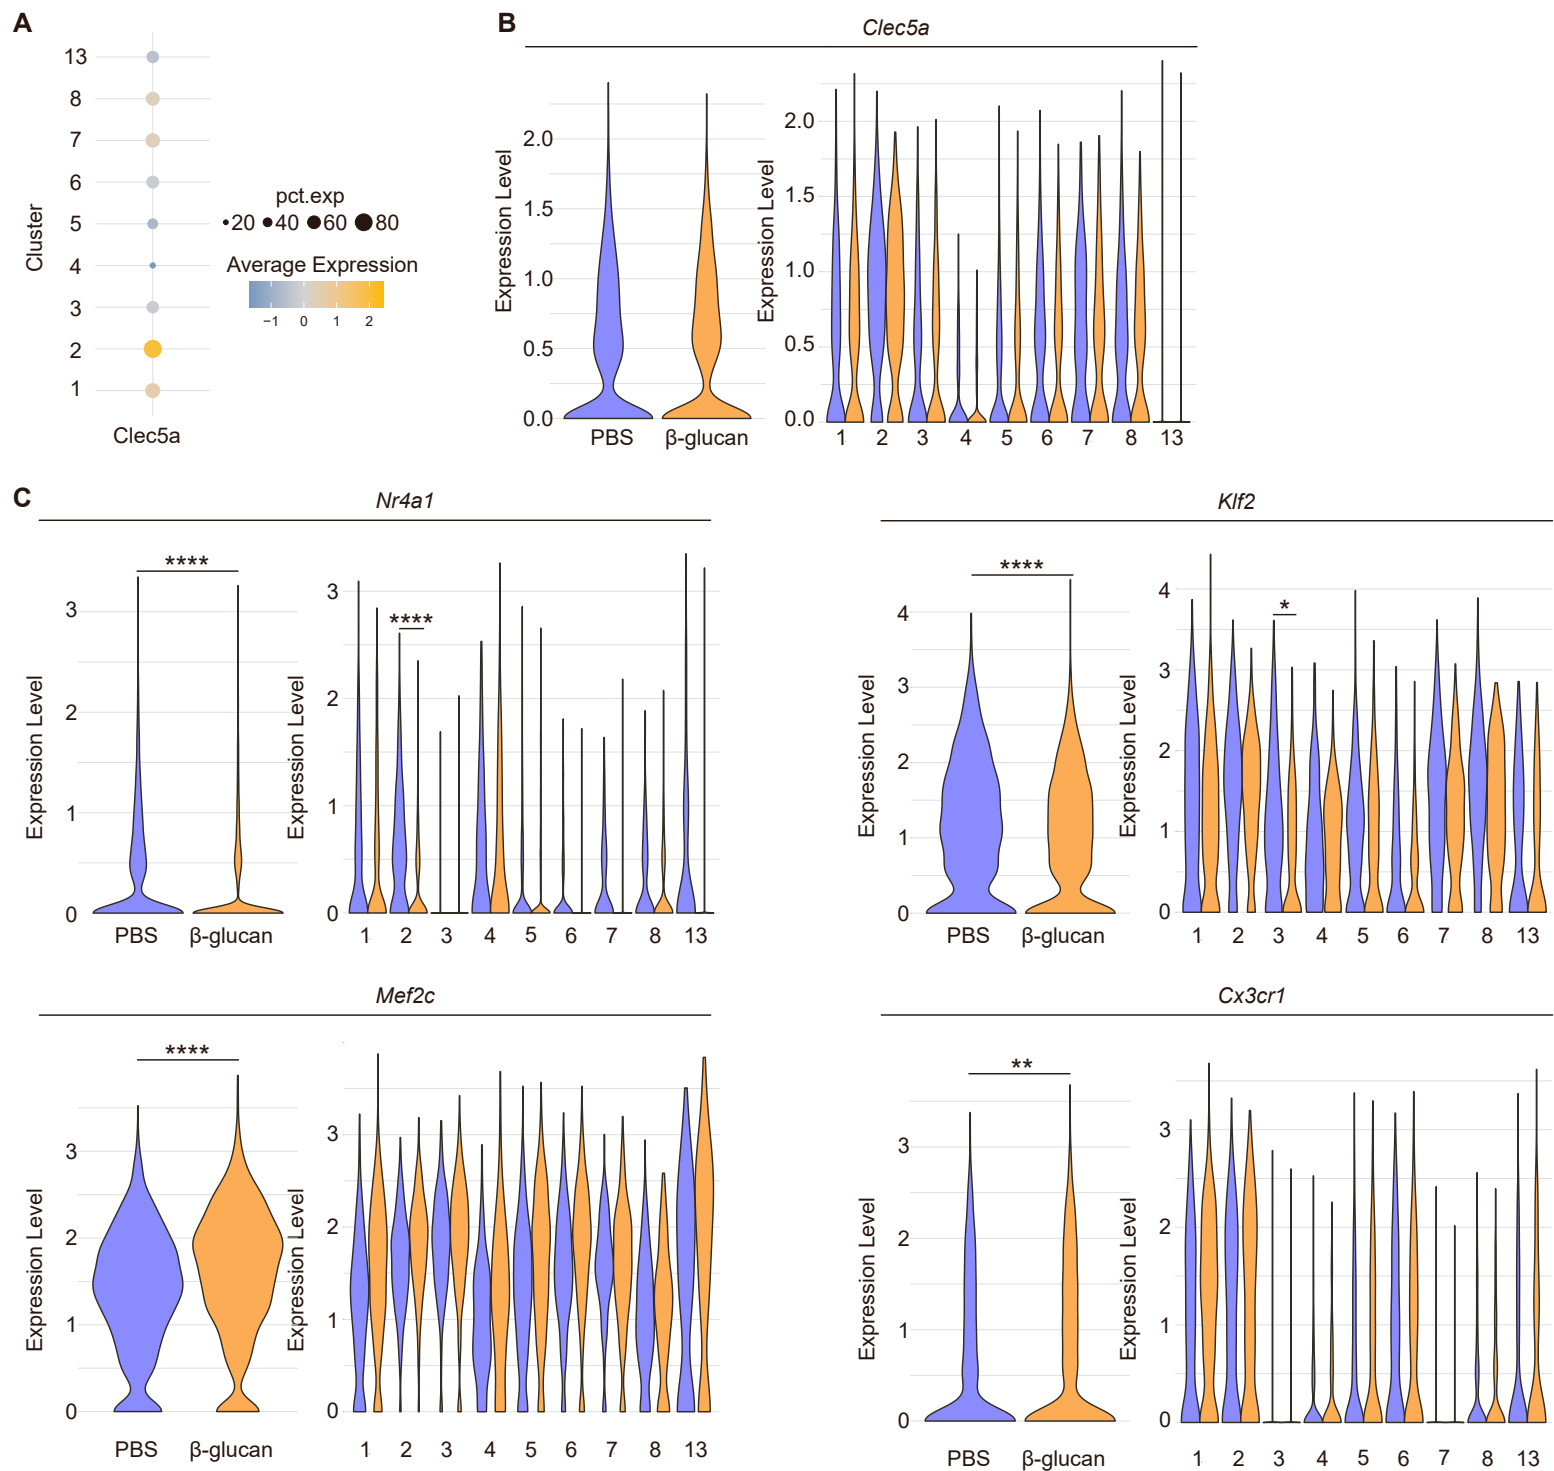 A
13
8
7
6
5
4
3
2
1
Cluster
Clec5a
pct.exp
20 40 60 80
Average Expression
−1 0 1 2
B
Clec5a
Expression Level
2.0
1.5
1.0
0.5
0.0
PBS β-glucan
Expression Level
2.0
1.5
1.0
0.5
0.0
1 2 3 4 5 6 7 8 13
C
Nr4a1
Expression Level
****
3
2
1
0
PBS β-glucan
Expression Level
****
3
2
1
0
1 2 3 4 5 6 7 8 13
Klf2
Expression Level
****
4
3
2
1
0
PBS β-glucan
Expression Level
*
4
3
2
1
0
1 2 3 4 5 6 7 8 13
Mef2c
Expression Level
****
3
2
1
0
PBS β-glucan
Expression Level
3
2
1
0
1 2 3 4 5 6 7 8 13
Cx3cr1
Expression Level
**
3
2
1
0
PBS β-glucan
Expression Level
3
2
1
0
1 2 3 4 5 6 7 8 13